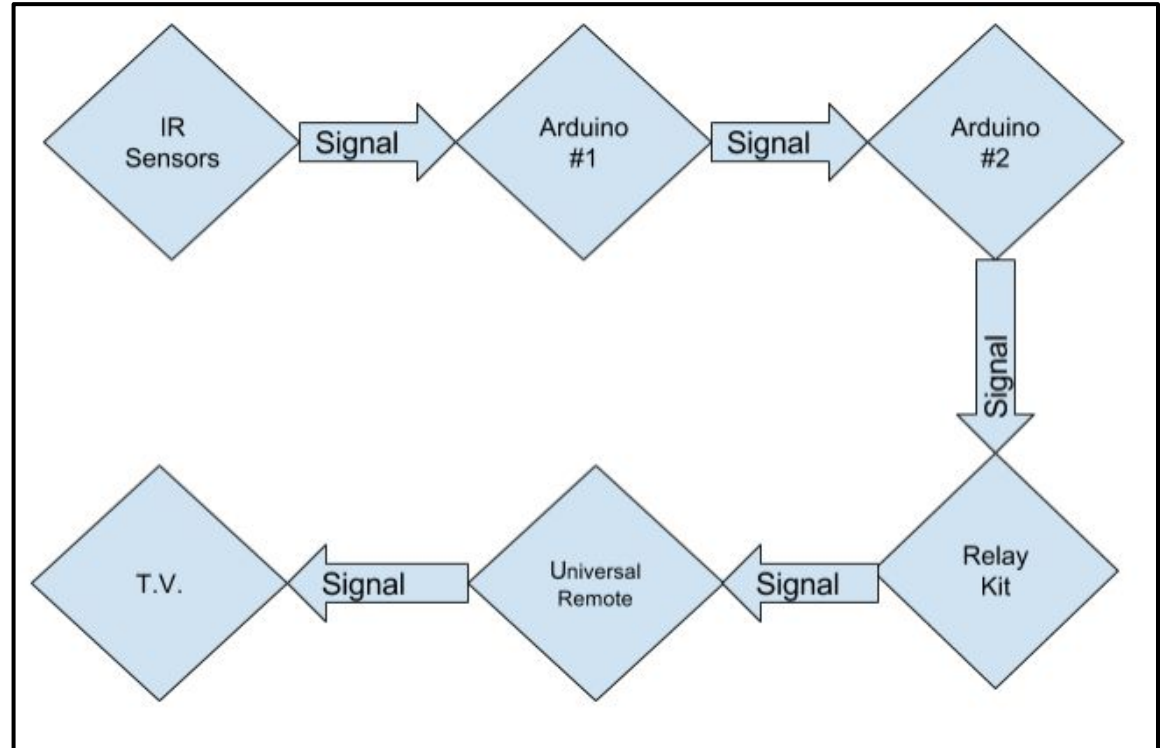 IR
Sensors
Signal
Arduino
#1
Signal
Arduino
#2
Signal
Relay
Kit
Signal
Universal
Remote
Signal
T.V.